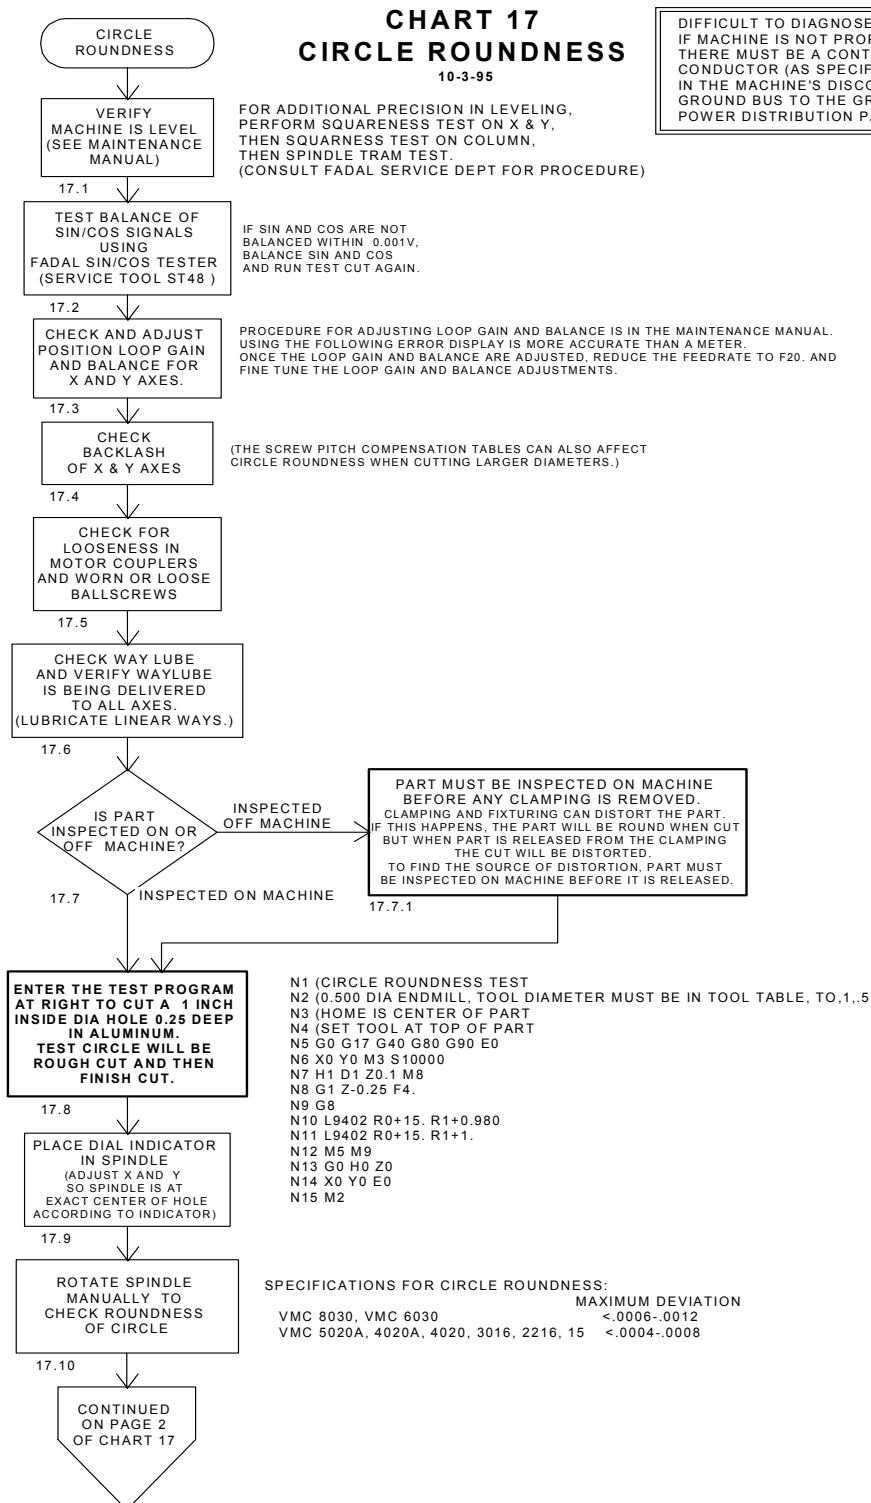 CHART 17
CIRCLE ROUNDNESS
10-3-95
DIFFICULT TO DIAGNOSE
IF MACHINE IS NOT
THERE MUST BE A
CONDUCTOR (AS
IN THE MACHINE'S
GROUND BUS TO THE
POWER DISTRIBUTION
CIRCLE
ROUNDNESS
VERIFY
MACHINE IS LEVEL
(SEE MAINTENANCE
MANUAL)
FOR ADDITIONAL PRECISION IN LEVELING,
PERFORM SQUARENESS TEST ON X & Y,
THEN SQUARNESS TEST ON COLUMN,
THEN SPINDLE TRAM TEST.
(CONSULT FADAL SERVICE DEPT FOR PROCEDURE)
17.1
TEST BALANCE OF
SIN/COS SIGNALS
USING
FADAL SIN/COS TESTER
(SERVICE TOOL ST48 )
IF SIN AND COS ARE NOT
BALANCED WITHIN 0.001V,
BALANCE SIN AND COS
AND RUN TEST CUT AGAIN.
17.2
CHECK AND ADJUST
POSITION LOOP GAIN
AND BALANCE FOR
X AND Y AXES.
PROCEDURE FOR ADJUSTING LOOP GAIN AND BALANCE IS IN THE MAINTENANCE MANUAL.
USING THE FOLLOWING ERROR DISPLAY IS MORE ACCURATE THAN A METER.
ONCE THE LOOP GAIN AND BALANCE ARE ADJUSTED, REDUCE THE FEEDRATE TO F20. AND
FINE TUNE THE LOOP GAIN AND BALANCE ADJUSTMENTS.
17.3
CHECK
BACKLASH
OF X & Y AXES
(THE SCREW PITCH COMPENSATION TABLES CAN ALSO AFFECT
CIRCLE ROUNDNESS WHEN CUTTING LARGER DIAMETERS.)
17.4
CHECK FOR
LOOSENESS IN
MOTOR COUPLERS
AND WORN OR LOOSE
BALLSCREWS
17.5
CHECK WAY LUBE
AND VERIFY WAYLUBE
IS BEING DELIVERED
TO ALL AXES.
(LUBRICATE LINEAR WAYS.)
17.6
IS PART
INSPECTED ON OR
OFF MACHINE?
INSPECTED
OFF MACHINE
PART MUST BE INSPECTED ON MACHINE
BEFORE ANY CLAMPING IS REMOVED.
CLAMPING AND FIXTURING CAN DISTORT THE PART.
IF THIS HAPPENS, THE PART WILL BE ROUND WHEN CUT
BUT WHEN PART IS RELEASED FROM THE CLAMPING
THE CUT WILL BE DISTORTED.
TO FIND THE SOURCE OF DISTORTION, PART MUST
BE INSPECTED ON MACHINE BEFORE IT IS RELEASED.
17.7
INSPECTED ON MACHINE
17.7.1
ENTER THE TEST PROGRAM
AT RIGHT TO CUT A 1 INCH
INSIDE DIA HOLE 0.25 DEEP
IN ALUMINUM.
TEST CIRCLE WILL BE
ROUGH CUT AND THEN
FINISH CUT.
N1 (CIRCLE ROUNDNESS TEST
N2 (0.500 DIA ENDMILL, TOOL DIAMETER MUST BE IN TOOL TABLE, TO,1,.5
N3 (HOME IS CENTER OF PART
N4 (SET TOOL AT TOP OF PART
N5 G0 G17 G40 G80 G90 E0
N6 X0 Y0 M3 S10000
N7 H1 D1 Z0.1 M8
N8 G1 Z-0.25 F4.
N9 G8
N10 L9402 R0+15. R1+0.980
N11 L9402 R0+15. R1+1.
N12 M5 M9
N13 G0 H0 Z0
N14 X0 Y0 E0
N15 M2
17.8
PLACE DIAL INDICATOR
IN SPINDLE
(ADJUST X AND Y
SO SPINDLE IS AT
EXACT CENTER OF HOLE
ACCORDING TO INDICATOR)
17.9
ROTATE SPINDLE
MANUALLY TO
CHECK ROUNDNESS
OF CIRCLE
SPECIFICATIONS FOR CIRCLE ROUNDNESS:
MAXIMUM DEVIATION
VMC 8030, VMC 6030 <.0006-.0012
VMC 5020A, 4020A, 4020, 3016, 2216, 15 <.0004-.0008
17.10
CONTINUED
ON PAGE 2
OF CHART 17